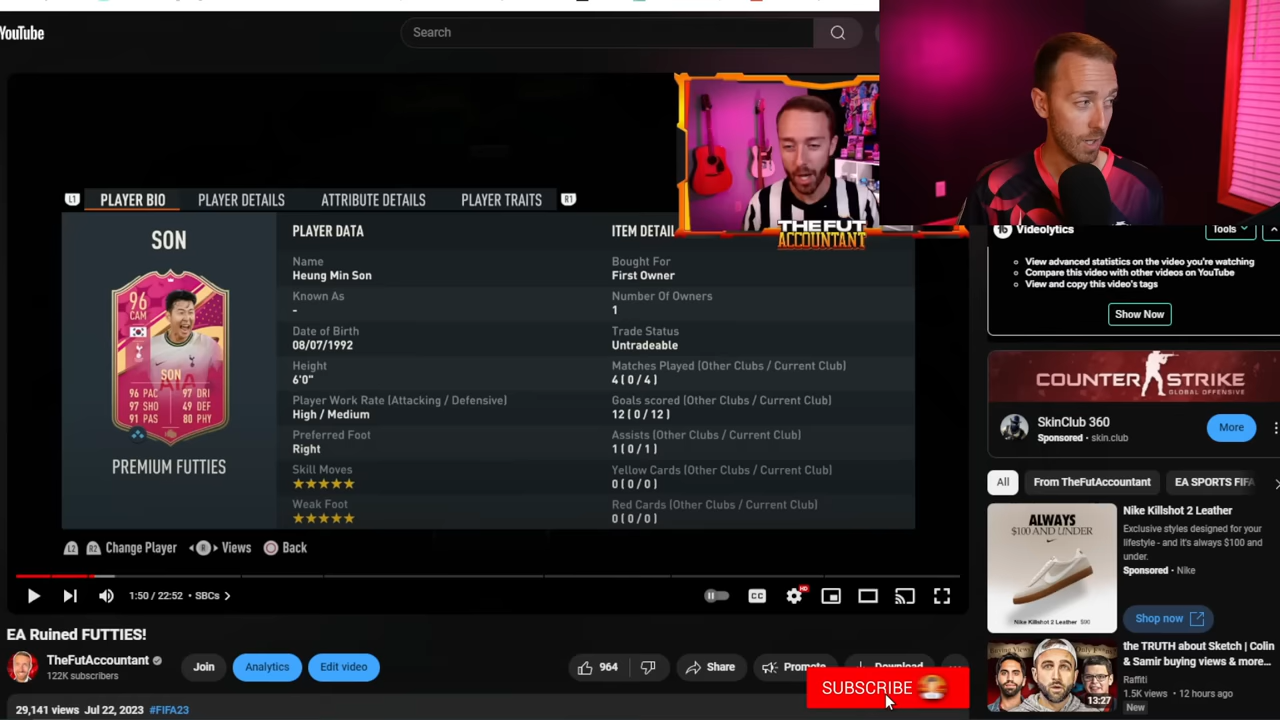 YouTube
Search
PLAYER BIO
PLAYER DETAILS
ATTRIBUTE DETAILS
PLAYER TRAITS
L1
R1
SON
96
CAM
SON
96 PAC 97 DRI
97 SHO 49 DEF
91 PAS 80 PHY
PREMIUM FUTTIES
PLAYER DATA
Name
Heung Min Son
Known As
-
Date of Birth
08/07/1992
Height
6'0"
Player Work Rate (Attacking / Defensive)
High / Medium
Preferred Foot
Right
Skill Moves
★★★★★
Weak Foot
★★★★★
ITEM DETAIL
Bought For
First Owner
Number Of Owners
1
Trade Status
Untradeable
Matches Played (Other Clubs / Current Club)
4 ( 0 / 4 )
Goals scored (Other Clubs / Current Club)
12 ( 0 / 12 )
Assists (Other Clubs / Current Club)
1 ( 0 / 1 )
Yellow Cards (Other Clubs / Current Club)
0 ( 0 / 0 )
Red Cards (Other Clubs / Current Club)
0 ( 0 / 0 )
THE FUT
ACCOUNTANT
L2 R2 Change Player R Views Back
1:50 / 22:52 • SBCs >
CC
HD
EA Ruined FUTTIES!
TheFutAccountant
122K subscribers
Join
Analytics
Edit video
964
Share
Promote
Download
SUBSCRIBE
29,141 views Jul 22, 2023 #FIFA23
Videolytics
Tools
• View advanced statistics on the video you're watching
• Compare this video with other videos on YouTube
• View and copy this video's tags
Show Now
COUNTER STRIKE
GLOBAL OFFENSIVE
SkinClub 360
Sponsored • skin.club
More
All
From TheFutAccountant
EA SPORTS FIFA
ALWAYS
$100 AND UNDER
Nike Killshot 2 Leather $90
Nike Killshot 2 Leather
Exclusive styles designed for your
lifestyle - and it's always $100 and
under.
Sponsored • Nike
Shop now
the TRUTH about Sketch | Colin
& Samir buying views & more...
Raffiti
1.5K views • 12 hours ago
New
13:27